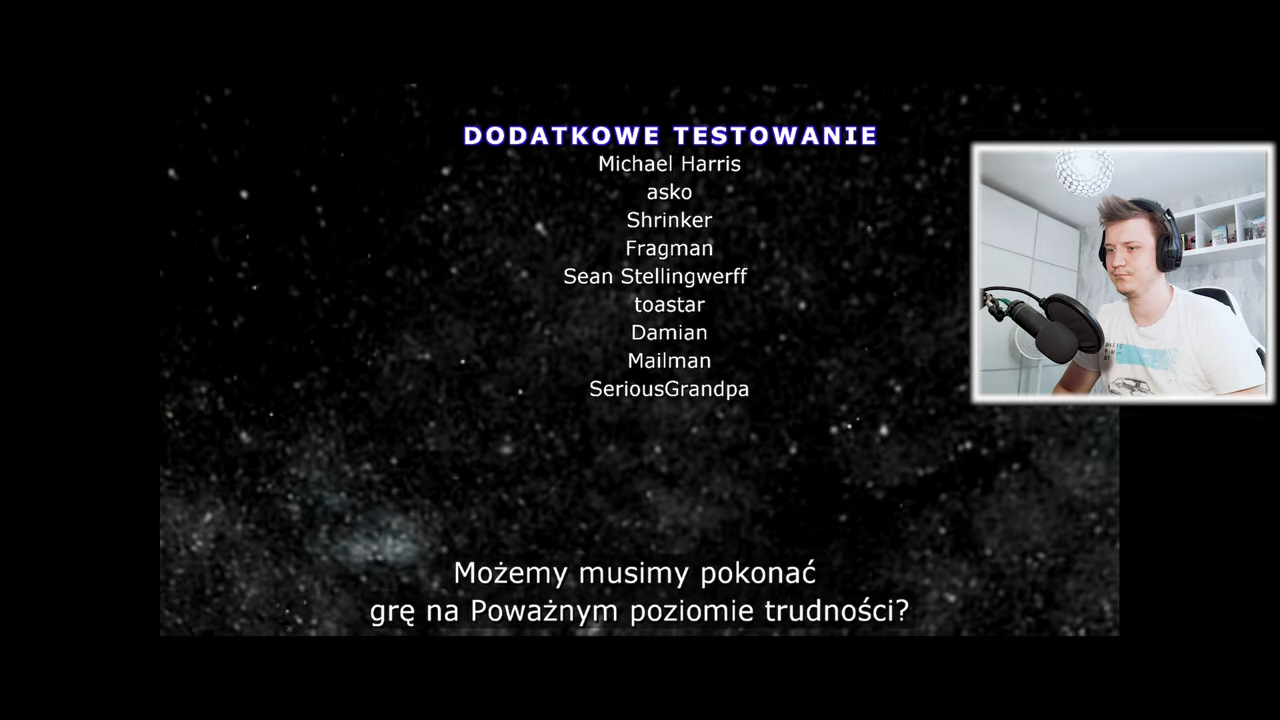 DODATKOWE TESTOWANIE
Michael Harris
asko
Shrinker
Fragman
Sean Stellingwerff
toastar
Damian
Mailman
SeriousGrandpa
Możemy musimy pokonać
grę na Poważnym poziomie trudności?